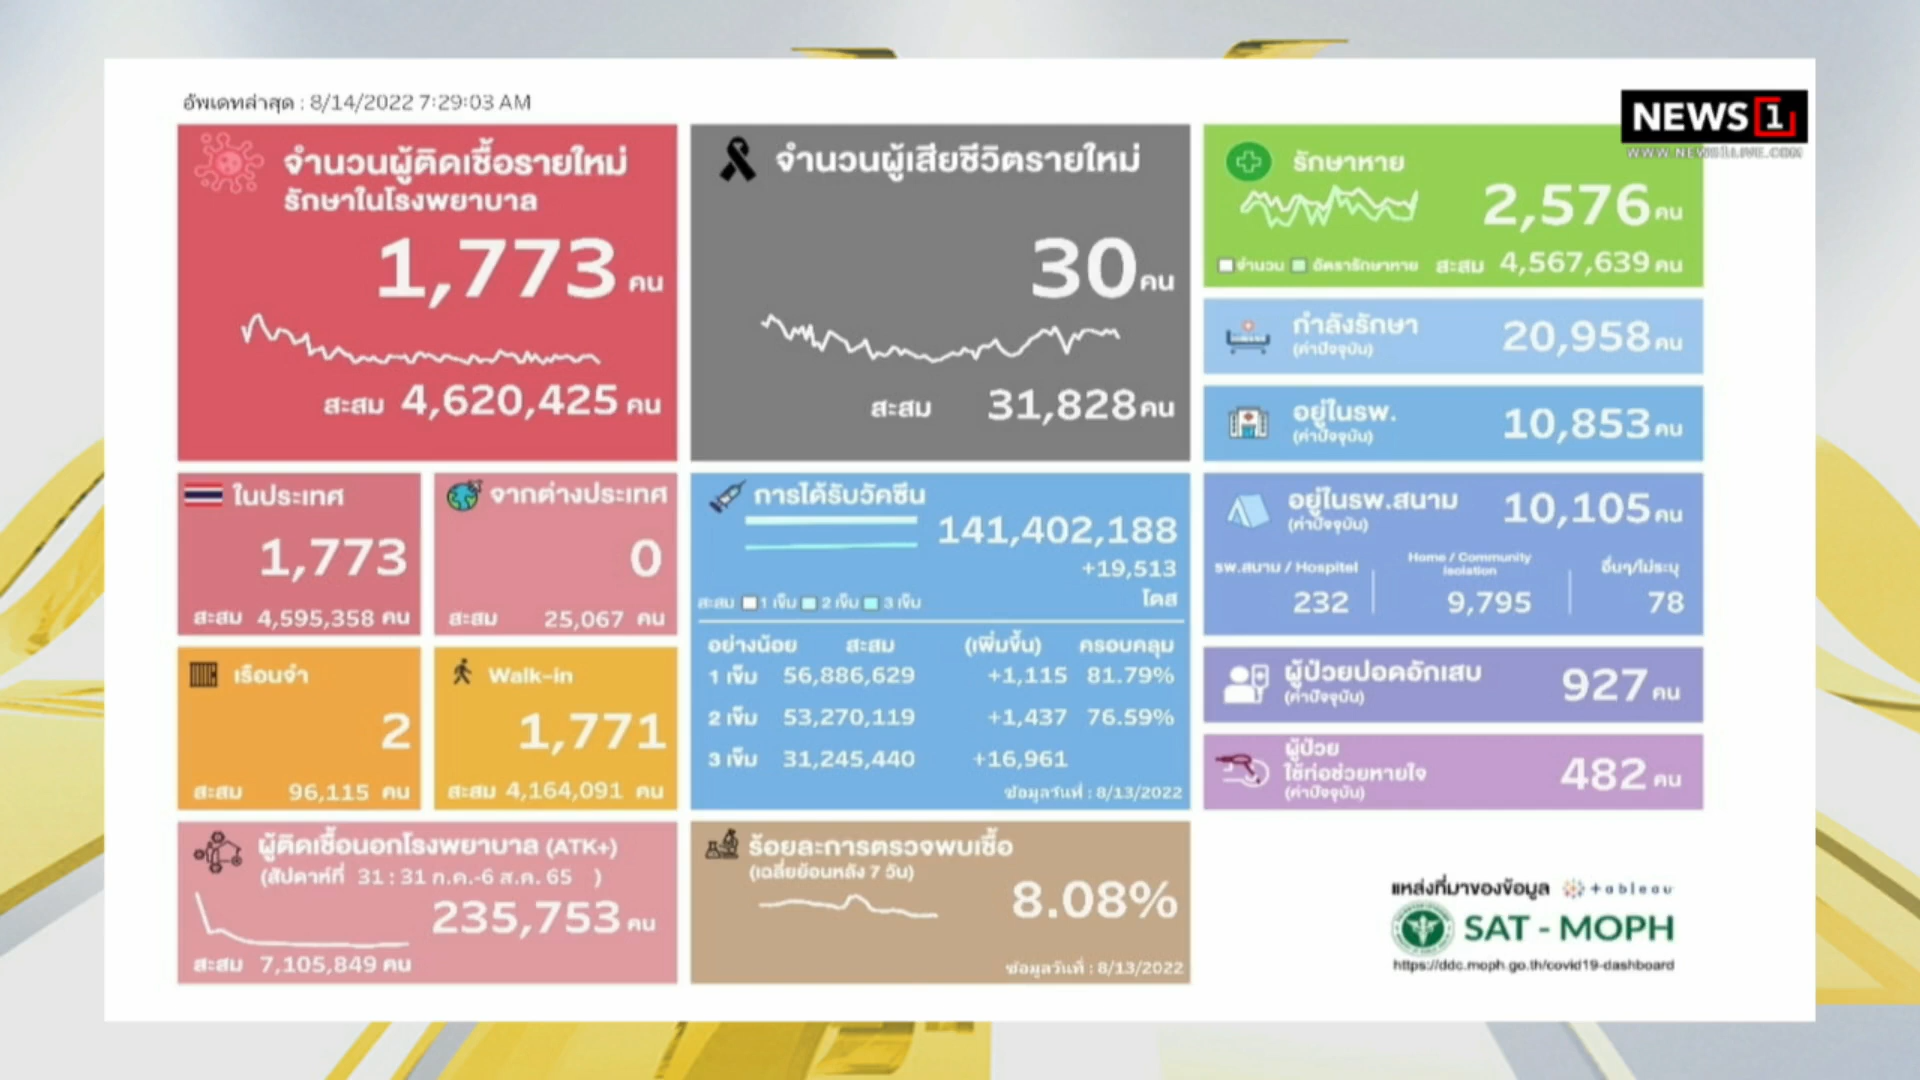 อัพเดทล่าสุด : 8/14/2022 7:29:03 AM
NEWS 1
WWW.NEWS1LIVE.COM
จำนวนผู้ติดเชื้อรายใหม่
รักษาในโรงพยาบาล
1,773 คน
สะสม 4,620,425 คน
จำนวนผู้เสียชีวิตรายใหม่
30 คน
สะสม 31,828 คน
รักษาหาย
2,576 คน
จำนวน อัตรารักษาหาย สะสม 4,567,639 คน
กำลังรักษา
(ค่าปัจจุบัน)
20,958 คน
อยู่ในรพ.
(ค่าปัจจุบัน)
10,853 คน
ในประเทศ
1,773
สะสม 4,595,358 คน
จากต่างประเทศ
0
สะสม 25,067 คน
เรือนจำ
2
สะสม 96,115 คน
Walk-in
1,771
สะสม 4,164,091 คน
การได้รับวัคซีน
141,402,188
+19,513
โดส
สะสม 1 เข็ม 2 เข็ม 3 เข็ม
อย่างน้อย สะสม (เพิ่มขึ้น) ครอบคลุม
1 เข็ม 56,886,629 +1,115 81.79%
2 เข็ม 53,270,119 +1,437 76.59%
3 เข็ม 31,245,440 +16,961
ข้อมูลวันที่ : 8/13/2022
อยู่ในรพ.สนาม
(ค่าปัจจุบัน)
10,105 คน
รพ.สนาม / Hospitel
232
Home / Community
Isolation
9,795
อื่นๆ/ไม่ระบุ
78
ผู้ป่วยปอดอักเสบ
(ค่าปัจจุบัน)
927 คน
ผู้ป่วย
ใช้ท่อช่วยหายใจ
(ค่าปัจจุบัน)
482 คน
ผู้ติดเชื้อนอกโรงพยาบาล (ATK+)
(สัปดาห์ที่ 31 : 31 ก.ค.-6 ส.ค. 65 )
235,753 คน
สะสม 7,105,849 คน
ร้อยละการตรวจพบเชื้อ
(เฉลี่ยย้อนหลัง 7 วัน)
8.08%
ข้อมูลวันที่ : 8/13/2022
แหล่งที่มาของข้อมูล +ableau
SAT - MOPH
https://ddc.moph.go.th/covid19-dashboard